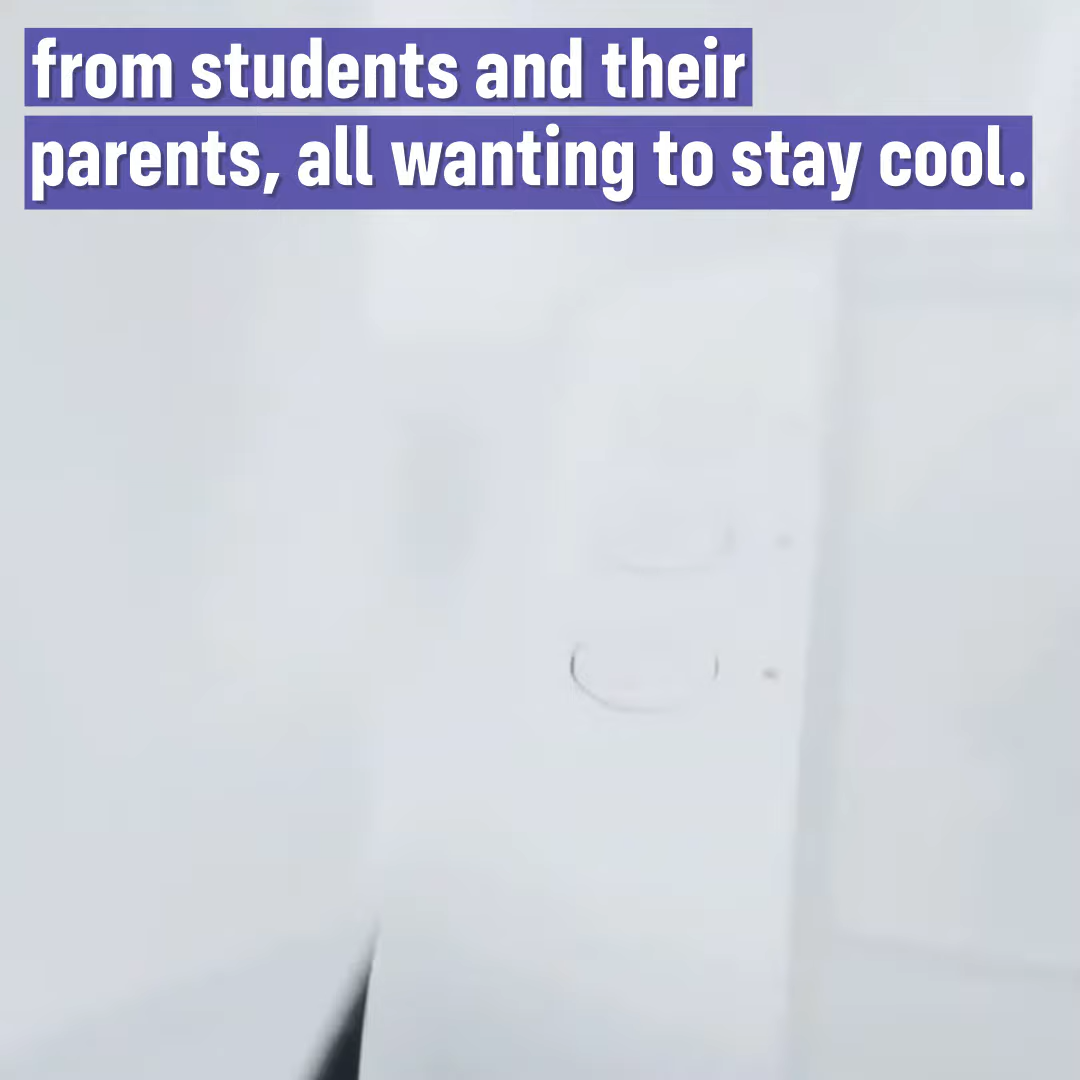 from students and their
parents, all wanting to stay cool.